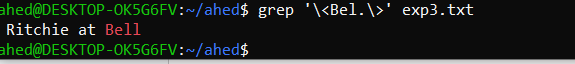 ahed@DESKTOP-OK5G6FV:~/ahed$ grep '\<Bel.\>' exp3.txt
Ritchie at Bell
ahed@DESKTOP-OK5G6FV:~/ahed$